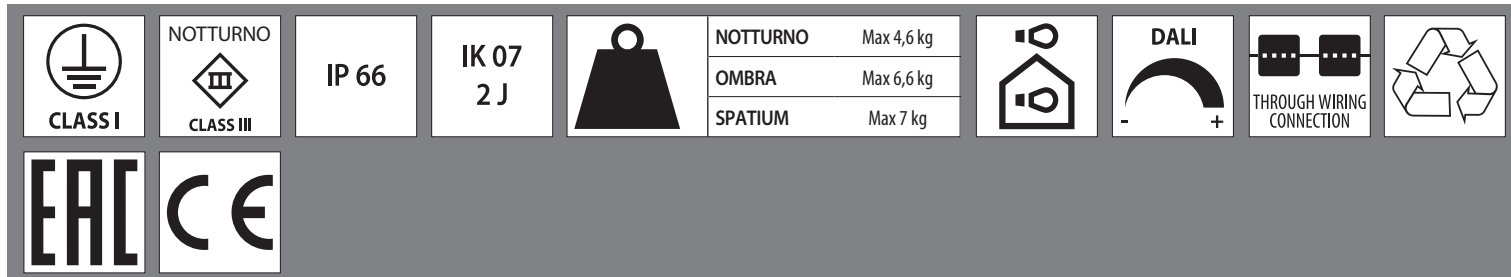 CLASS I
NOTTURNO
III
CLASS III
IP 66
IK 07
2 J
NOTTURNO Max 4,6 kg
OMBRA Max 6,6 kg
SPATIUM Max 7 kg
DALI
- +
THROUGH WIRING
CONNECTION
EAC
CE